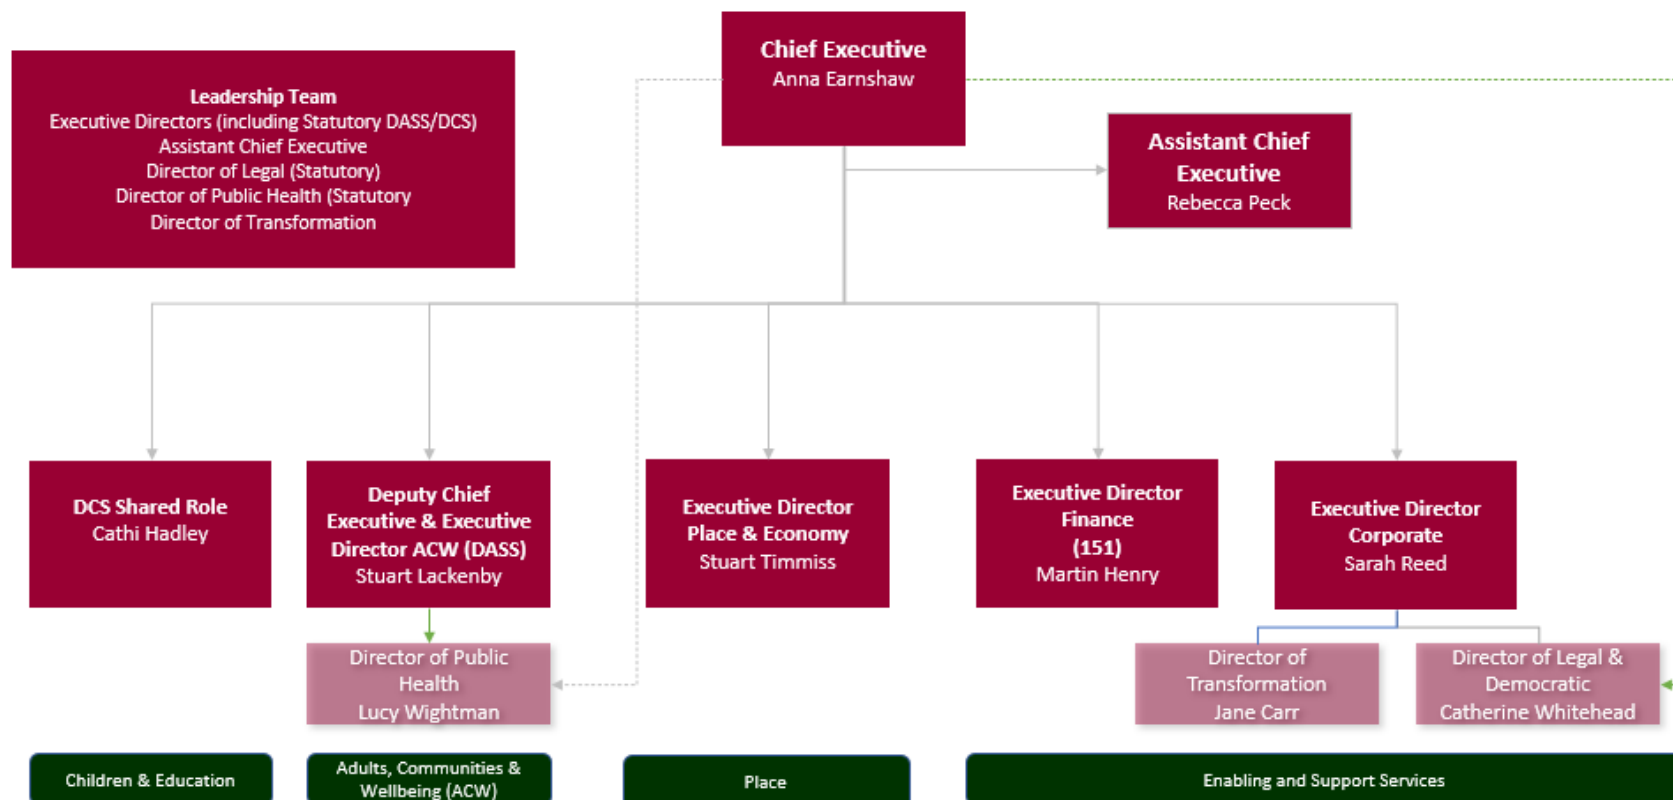 Chief Executive
Anna Earnshaw
Leadership Team
Executive Directors (including Statutory DASS/DCS)
Assistant Chief Executive
Director of Legal (Statutory)
Director of Public Health (Statutory
Director of Transformation
Assistant Chief
Executive
Rebecca Peck
DCS Shared Role
Cathi Hadley
Deputy Chief
Executive & Executive
Director ACW (DASS)
Stuart Lackenby
Executive Director
Place & Economy
Stuart Timmiss
Executive Director
Finance
(151)
Martin Henry
Executive Director
Corporate
Sarah Reed
Director of Public
Health
Lucy Wightman
Director of
Transformation
Jane Carr
Director of Legal &
Democratic
Catherine Whitehead
Children & Education
Adults, Communities &
Wellbeing (ACW)
Place
Enabling and Support Services